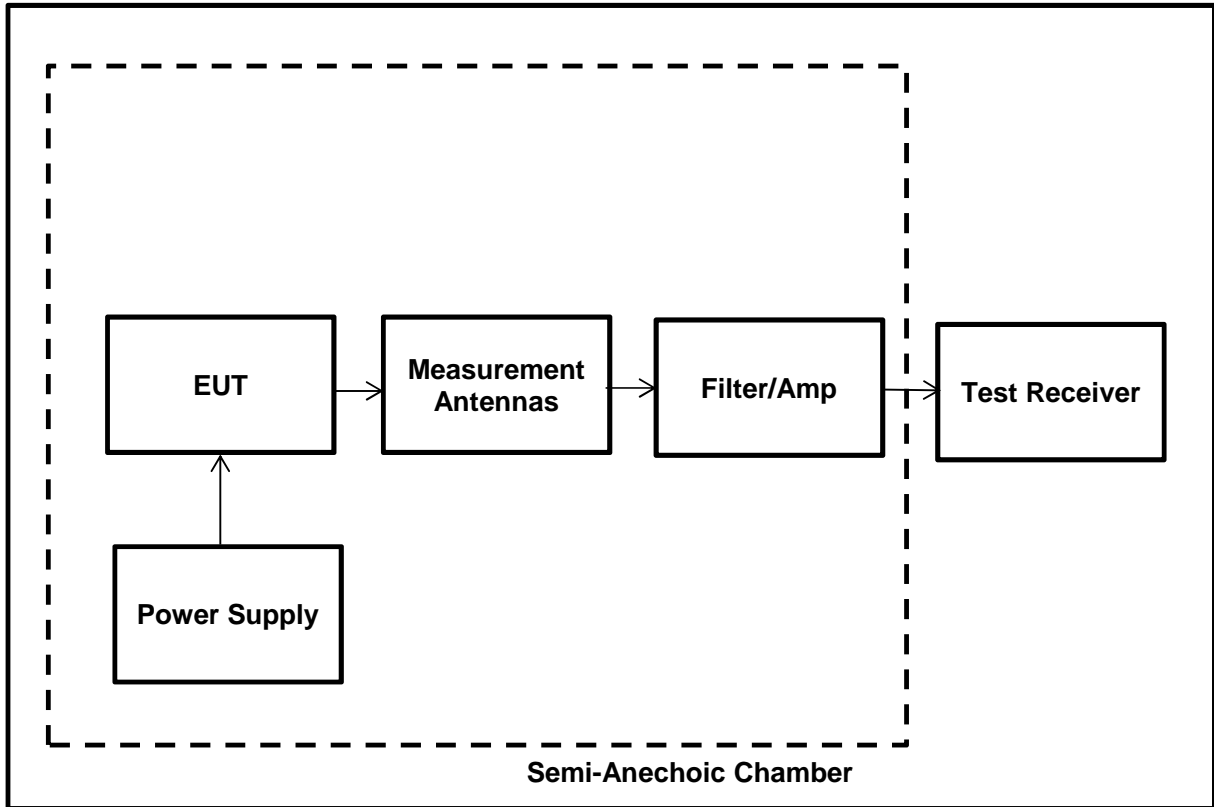 EUT
Measurement
Antennas
Filter/Amp
Test Receiver
Power Supply
Semi-Anechoic Chamber